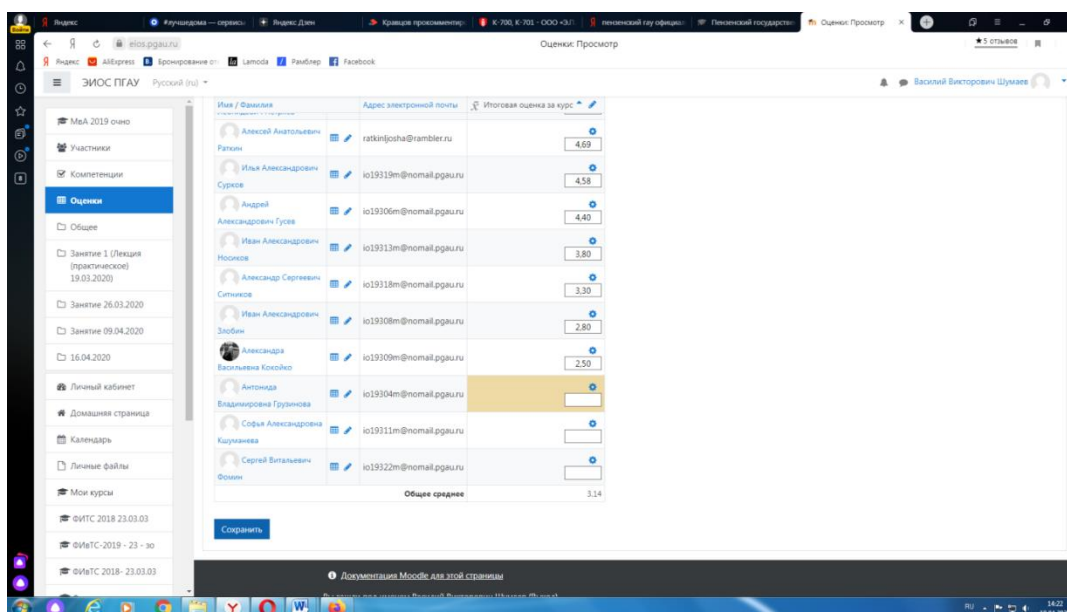 Войти
Яндекс
#лучшедома — сервисы
Яндекс.Дзен
Кравцов прокомментиро
К-700, К-701 - ООО «З.П
пензенский гау официал
Пензенский государстве
Оценки: Просмотр
eios.pgau.ru
Оценки: Просмотр
★ 5 отзывов
Яндекс
AliExpress
Бронирование от
Lamoda
Рамблер
Facebook
ЭИОС ПГАУ
Русский (ru)
Василий Викторович Шумаев
МвА 2019 очно
Участники
Компетенции
Оценки
Общее
Занятие 1 (Лекция
(практическое)
19.03.2020)
Занятие 26.03.2020
Занятие 09.04.2020
16.04.2020
Личный кабинет
Домашняя страница
Календарь
Личные файлы
Мои курсы
ФИТС 2018 23.03.03
ФИвТС-2019 - 23 - зо
ФИвТС 2018- 23.03.03
Имя / Фамилия
Адрес электронной почты
Итоговая оценка за курс
Алексей Анатольевич
Раткин
ratkinljosha@rambler.ru
4,69
Илья Александрович
Сурков
io19319m@nomail.pgau.ru
4,58
Андрей
Александрович Гусев
io19306m@nomail.pgau.ru
4,40
Иван Александрович
Носиков
io19313m@nomail.pgau.ru
3,80
Александр Сергеевич
Ситников
io19318m@nomail.pgau.ru
3,30
Иван Александрович
Злобин
io19308m@nomail.pgau.ru
2,80
Александра
Васильевна Кокойко
io19309m@nomail.pgau.ru
2,50
Антонида
Владимировна Грузинова
io19304m@nomail.pgau.ru
Софья Александровна
Кшуманева
io19311m@nomail.pgau.ru
Сергей Витальевич
Фомин
io19322m@nomail.pgau.ru
Общее среднее
3.14
Сохранить
Документация Moodle для этой страницы
RU
14:22